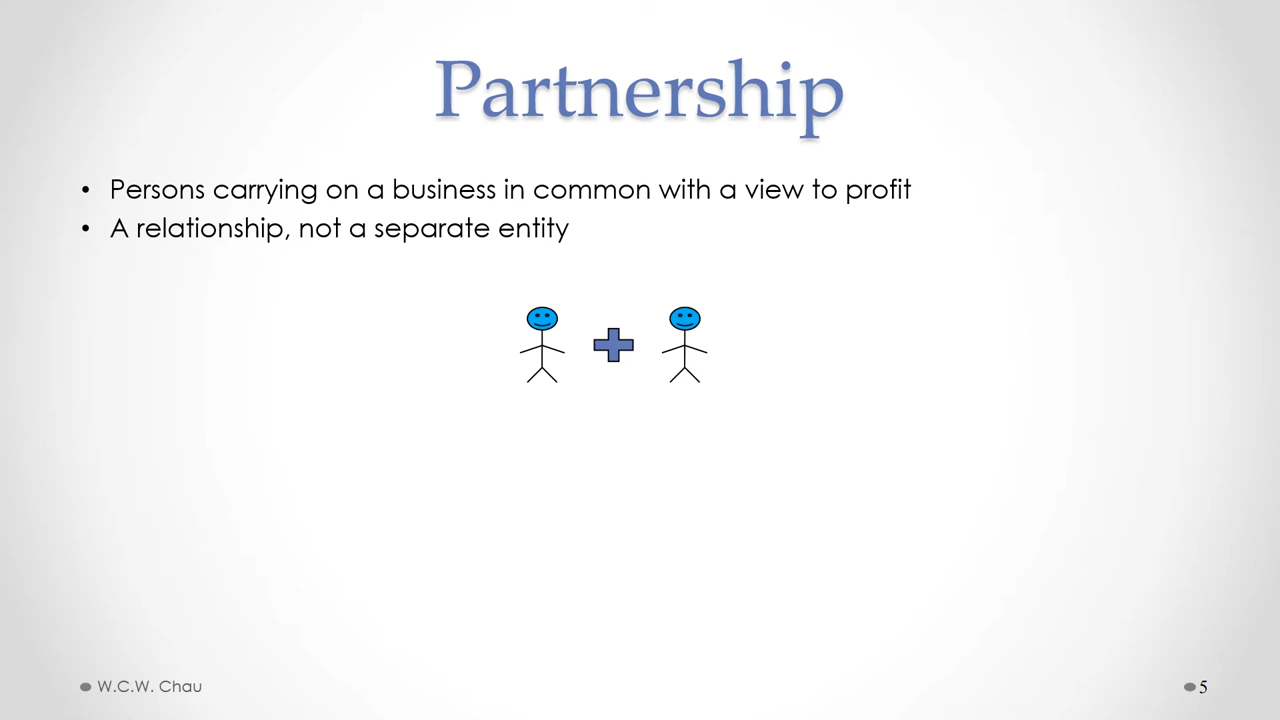 Partnership
• Persons carrying on a business in common with a view to profit
• A relationship, not a separate entity
W.C.W. Chau
5